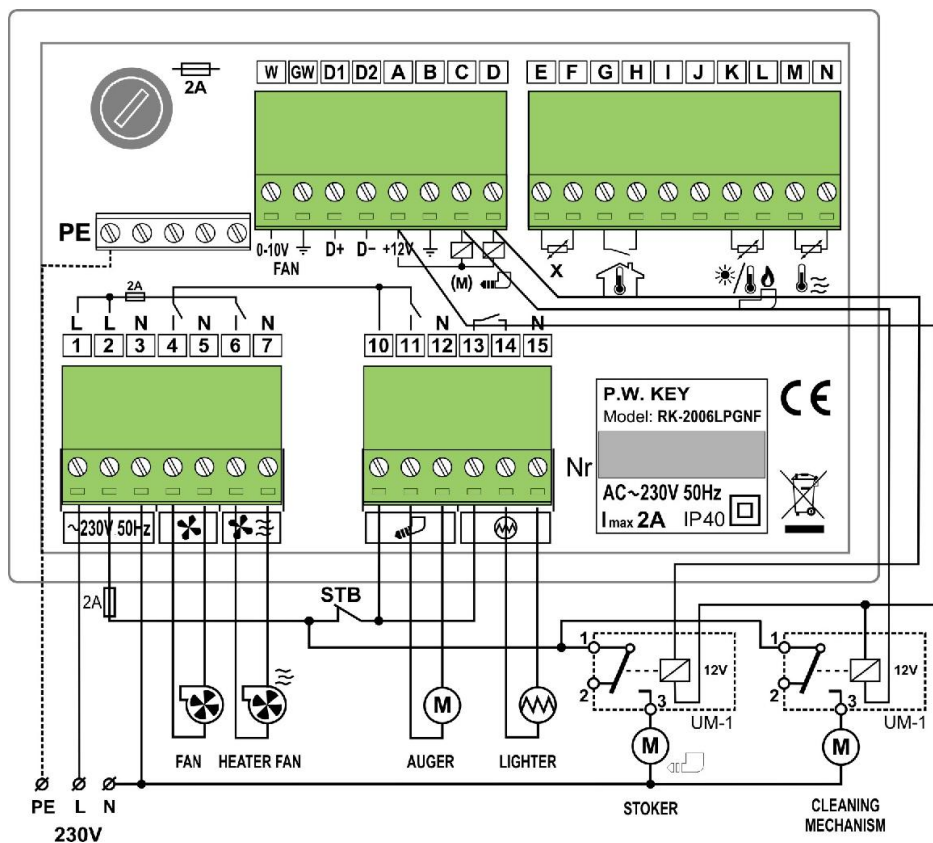 2A
W GW D1 D2 A B C D
E F G H I J K L M N
PE
0-10V
FAN
D+ D− +12V
(M)
X
2A
L L N N
1 2 3 4 5 6 7
N N
10 11 12 13 14 15
P.W. KEY
Model: RK-2006LPGNF
Nr
AC~230V 50Hz
Imax 2A IP40
CE
~230V 50Hz
2A
STB
1 2 3
12V
UM-1
1 2 3
12V
UM-1
M
M
M
FAN
HEATER FAN
AUGER
LIGHTER
STOKER
CLEANING
MECHANISM
PE L N
230V